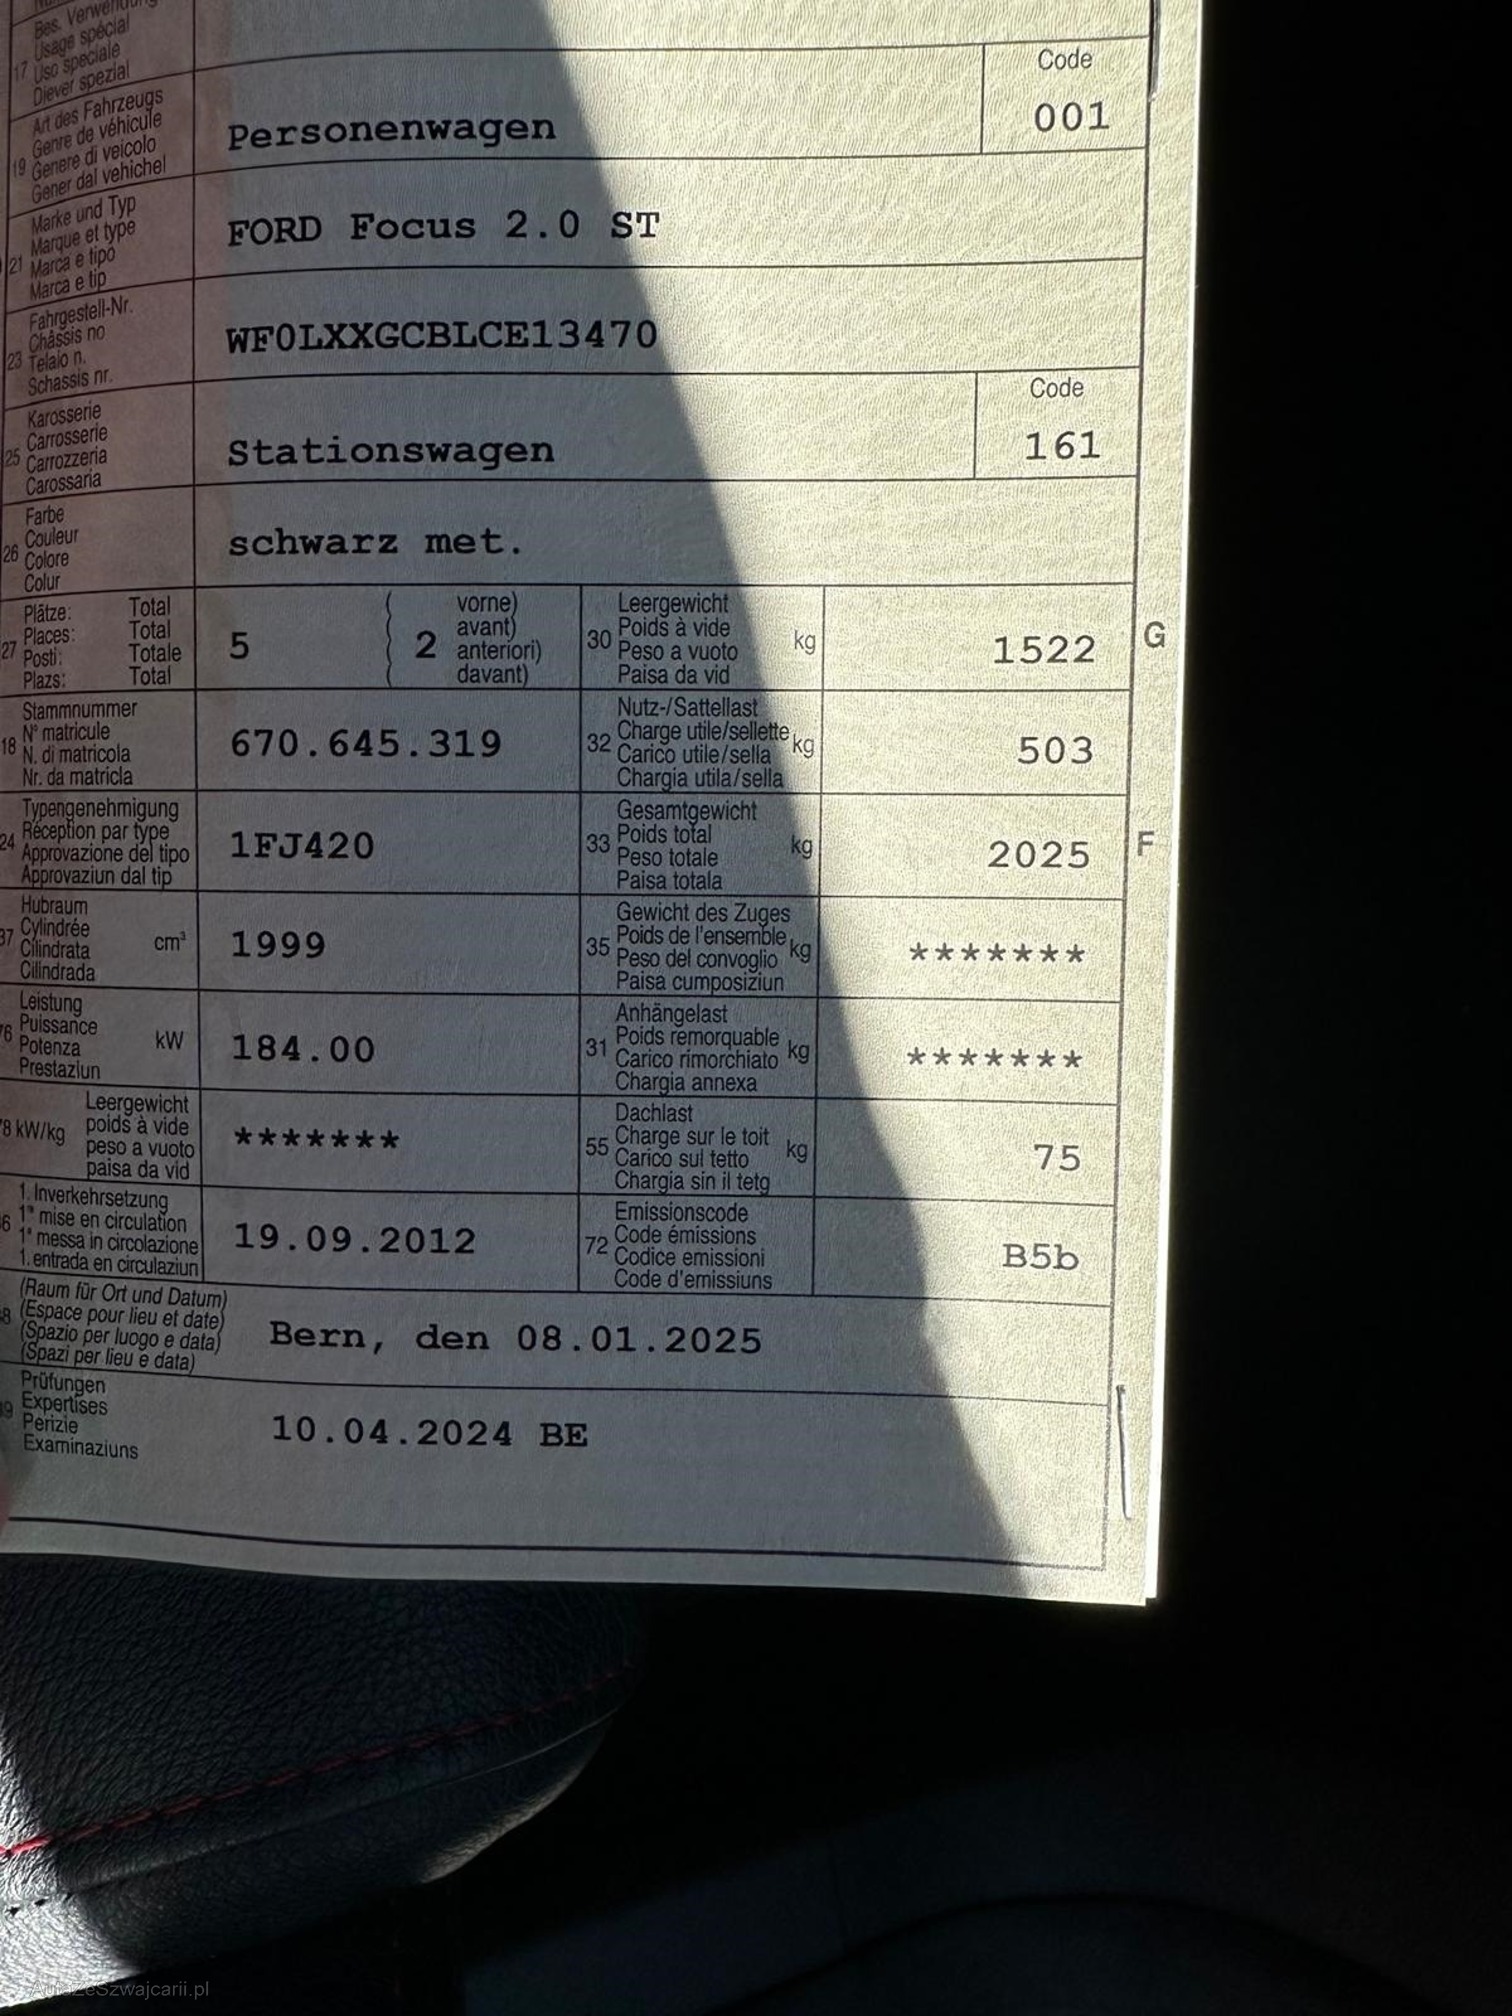 Bes. Verwendung
Usage spécial
17 Uso speciale
Diever spezial
Code
Art des Fahrzeugs
Genre de véhicule
19 Genere di veicolo
Gener dal vehichel
Personenwagen
001
Marke und Typ
Marque et type
21 Marca e tipo
Marca e tip
FORD Focus 2.0 ST
Fahrgestell-Nr.
Châssis no
23 Telaio n.
Schassis nr.
WF0LXXGCBLCE13470
Code
Karosserie
Carrosserie
25 Carrozzeria
Carossaria
Stationswagen
161
Farbe
Couleur
26 Colore
Colur
schwarz met.
Plätze: Total
Places: Total
27 Posti: Totale
Plazs: Total
5
2
vorne)
avant)
anteriori)
davant)
Leergewicht
30 Poids à vide kg
Peso a vuoto
Paisa da vid
1522
G
Stammnummer
N° matricule
18 N. di matricola
Nr. da matricla
670.645.319
Nutz-/Sattellast
32 Charge utile/sellette kg
Carico utile/sella
Chargia utila/sella
503
Typengenehmigung
24 Réception par type
Approvazione del tipo
Approvaziun dal tip
1FJ420
Gesamtgewicht
33 Poids total kg
Peso totale
Paisa totala
2025
F
Hubraum
37 Cylindrée
Cilindrata cm³
Cilindrada
1999
Gewicht des Zuges
35 Poids de l'ensemble kg
Peso del convoglio
Paisa cumposiziun
*******
Leistung
76 Puissance
Potenza kW
Prestaziun
184.00
Anhängelast
31 Poids remorquable kg
Carico rimorchiato
Chargia annexa
*******
Leergewicht
78 kW/kg poids à vide
peso a vuoto
paisa da vid
*******
Dachlast
55 Charge sur le toit kg
Carico sul tetto
Chargia sin il tetg
75
1. Inverkehrsetzung
1ª mise en circulation
1ª messa in circolazione
1. entrada en circulaziun
19.09.2012
Emissionscode
72 Code émissions
Codice emissioni
Code d'emissiuns
B5b
(Raum für Ort und Datum)
(Espace pour lieu et date)
(Spazio per luogo e data)
(Spazi per lieu e data)
Bern, den 08.01.2025
Prüfungen
Expertises
Perizie
Examinaziuns
10.04.2024 BE
AutazeSzwajcarii.pl